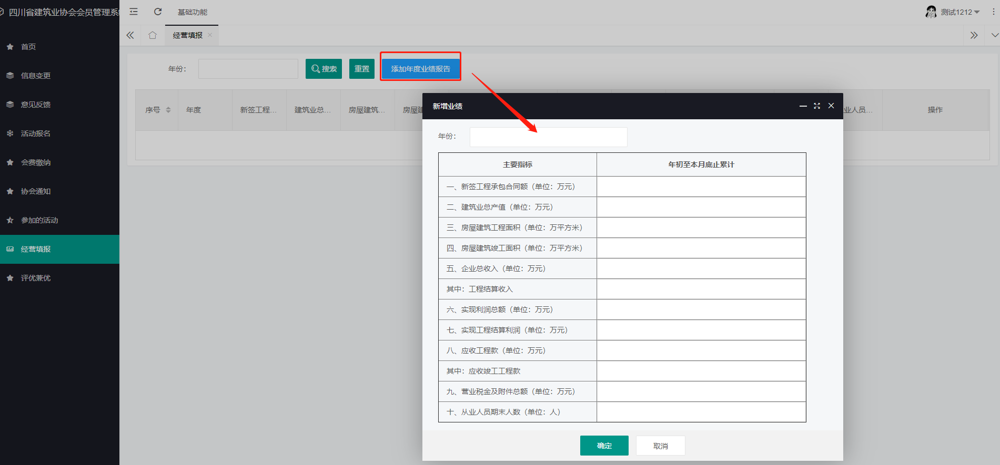 四川省建筑业协会会员管理系
基础功能
测试1212
首页
信息变更
意见反馈
活动报名
会费缴纳
协会通知
参加的活动
经营填报
评优兼优
经营填报
年份：
搜索
重置
添加年度业绩报告
序号
年度
新签工程...
建筑业总...
房屋建筑...
房屋建
业人员...
操作
新增业绩
年份：
主要指标
年初至本月底止累计
一、新签工程承包合同额（单位：万元）
二、建筑业总产值（单位：万元）
三、房屋建筑工程面积（单位：万平方米）
四、房屋建筑竣工面积（单位：万平方米）
五、企业总收入（单位：万元）
其中：工程结算收入
六、实现利润总额（单位：万元）
七、实现工程结算利润（单位：万元）
八、应收工程款（单位：万元）
其中：应收竣工工程款
九、营业税金及附件总额（单位：万元）
十、从业人员期末人数（单位：人）
确定
取消